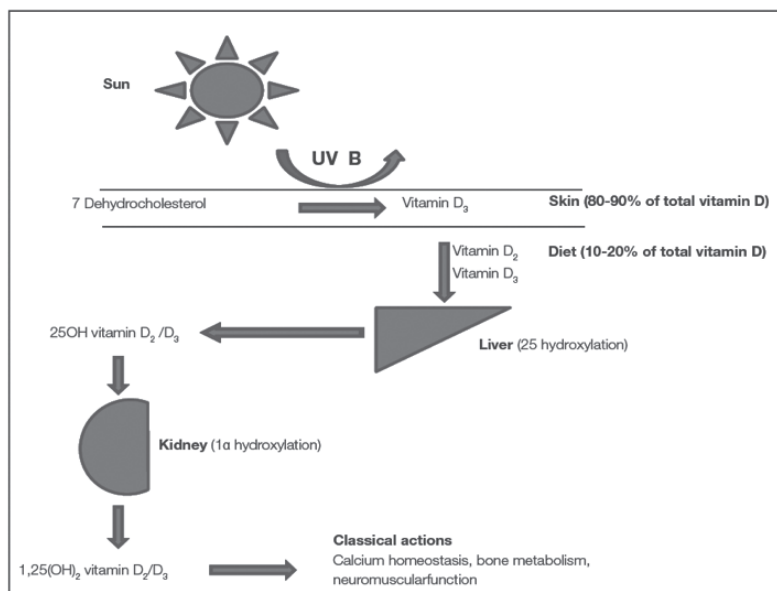 Sun
UV B
7 Dehydrocholesterol
Vitamin D₃
Skin (80-90% of total vitamin D)
Vitamin D₂
Diet (10-20% of total vitamin D)
Vitamin D₃
25OH vitamin D₂ /D₃
Liver (25 hydroxylation)
Kidney (1α hydroxylation)
Classical actions
Calcium homeostasis, bone metabolism,
neuromuscularfunction
1,25(OH)₂ vitamin D₂/D₃